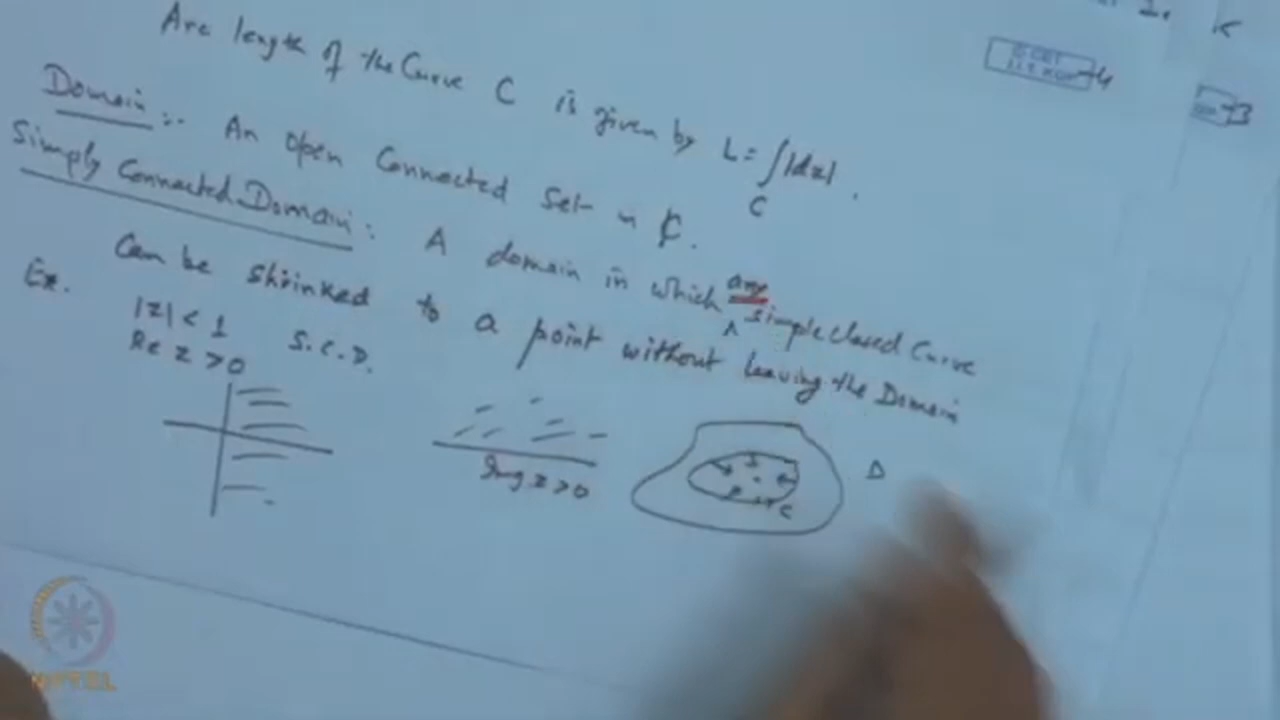 Arc length of the Curve C is given by L = ∫_C |dz|.
Domain :- An open Connected Set in ₵.
Simply Connected Domain : A domain in which any simple closed Curve
Can be shrinked to a point without leaving the Domain
Ex. |z| < 1 S.C.D.
Re z > 0
Img z > 0
C
D
NPTEL